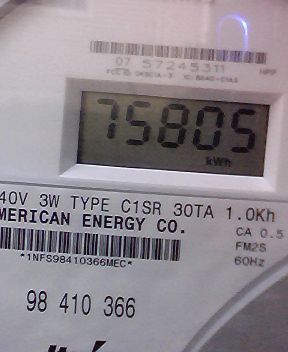 07 57245311
75805
kWh
40V 3W TYPE C1SR 30TA 1.0Kh
MERICAN ENERGY CO.
CA 0.5
FM2S
*1NFS98410366MEC*
60Hz
98 410 366